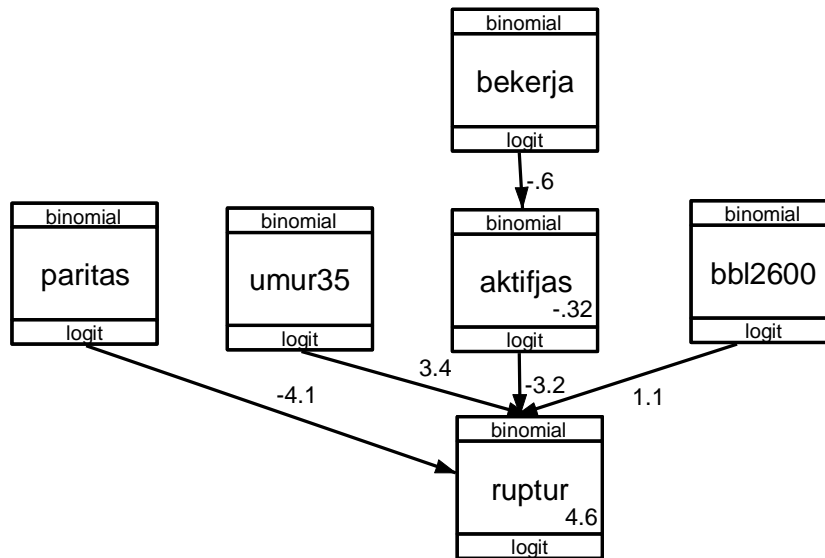 binomial
bekerja
logit
-.6
binomial
paritas
logit
binomial
umur35
logit
binomial
aktifjas
-.32
logit
binomial
bbl2600
logit
-4.1
3.4
-3.2
1.1
binomial
ruptur
4.6
logit